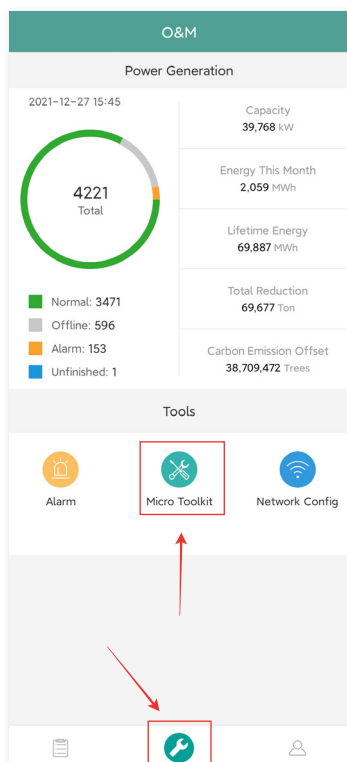 O&M
Power Generation
2021-12-27 15:45
4221
Total
Normal: 3471
Offline: 596
Alarm: 153
Unfinished: 1
Capacity
39,768 kW
Energy This Month
2,059 MWh
Lifetime Energy
69,887 MWh
Total Reduction
69,677 Ton
Carbon Emission Offset
38,709,472 Trees
Tools
Alarm
Micro Toolkit
Network Config